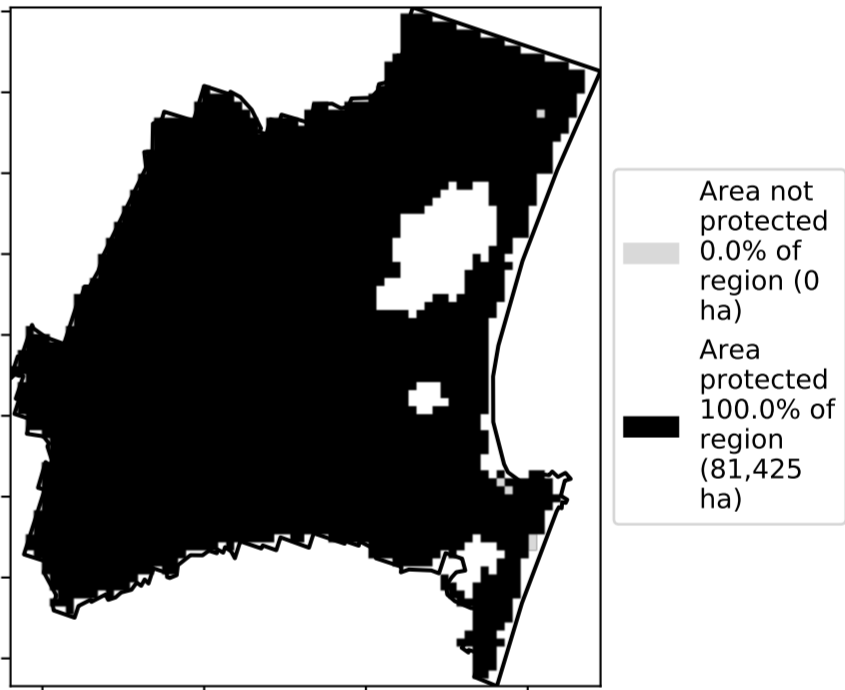 Area not
protected
0.0% of
region (0
ha)
Area
protected
100.0% of
region
(81,425
ha)